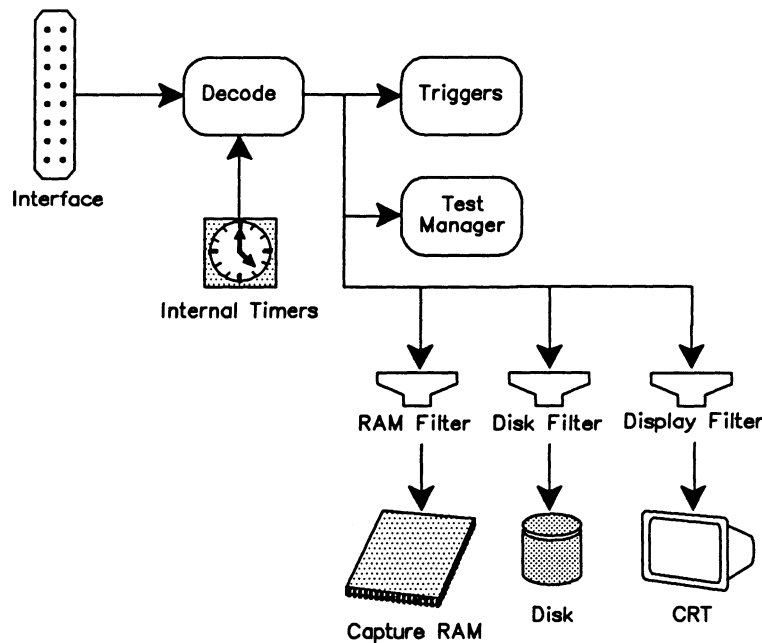 Decode
Triggers
Interface
Test
Manager
Internal Timers
RAM Filter
Disk Filter
Display Filter
Capture RAM
Disk
CRT